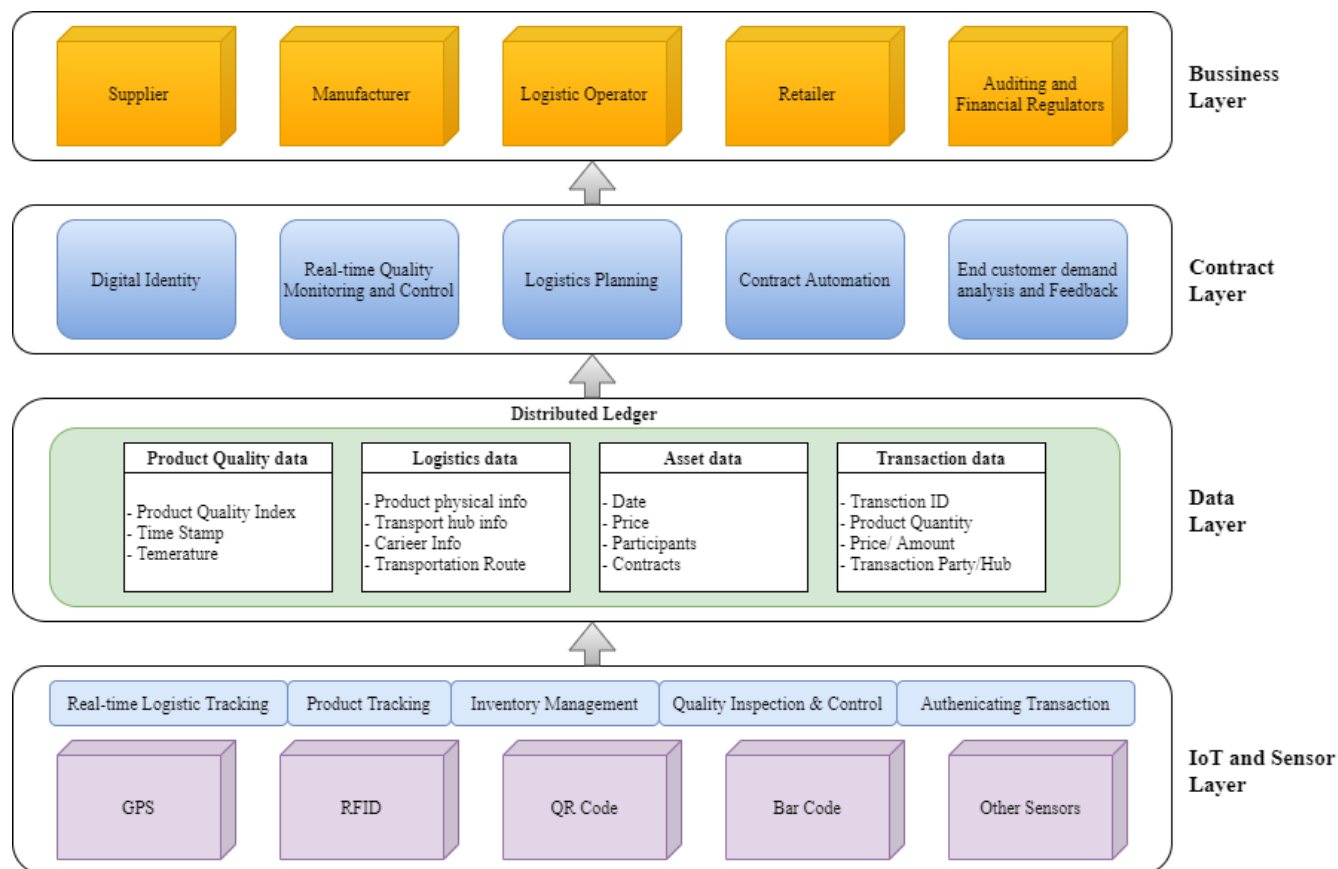 Supplier
Manufacturer
Logistic Operator
Retailer
Auditing and
Financial Regulators
Bussiness
Layer
Digital Identity
Real-time Quality
Monitoring and Control
Logistics Planning
Contract Automation
End customer demand
analysis and Feedback
Contract
Layer
Distributed Ledger
Product Quality data
- Product Quality Index
- Time Stamp
- Temerature
Logistics data
- Product physical info
- Transport hub info
- Carieer Info
- Transportation Route
Asset data
- Date
- Price
- Participants
- Contracts
Transaction data
- Transction ID
- Product Quantity
- Price/ Amount
- Transaction Party/Hub
Data
Layer
Real-time Logistic Tracking
Product Tracking
Inventory Management
Quality Inspection & Control
Authenicating Transaction
GPS
RFID
QR Code
Bar Code
Other Sensors
IoT and Sensor
Layer